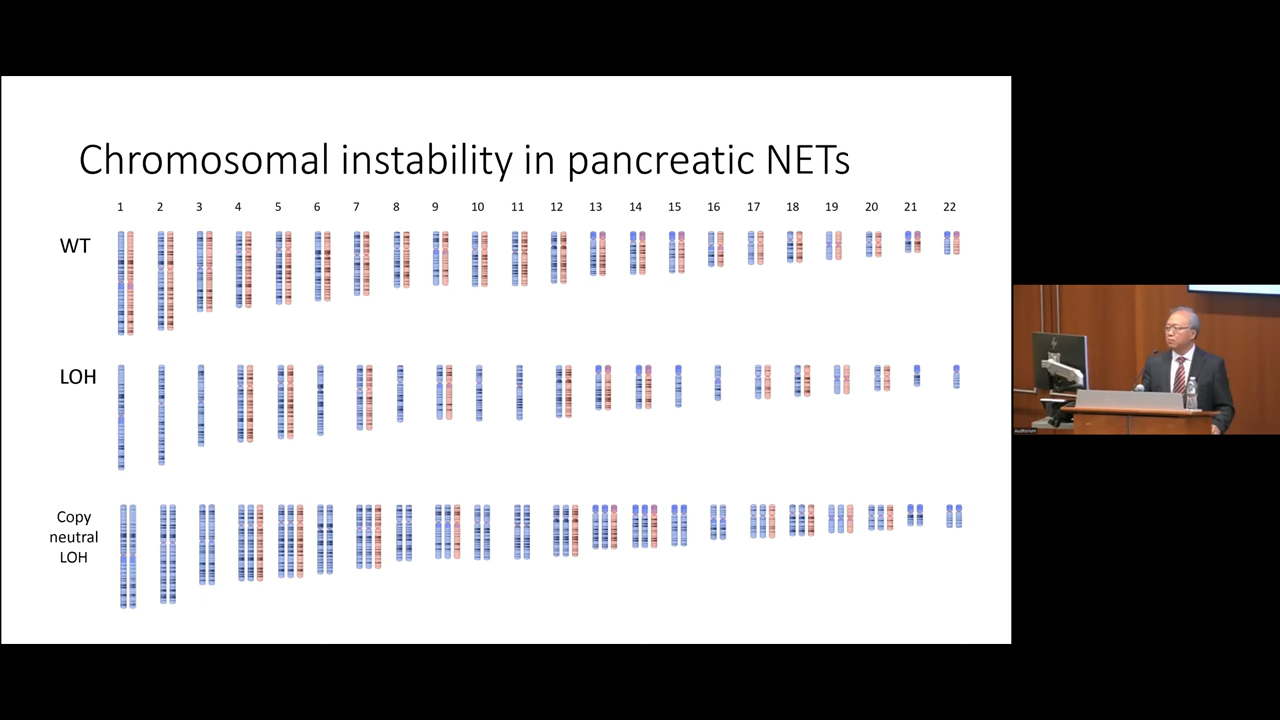 Chromosomal instability in pancreatic NETs
1 2 3 4 5 6 7 8 9 10 11 12 13 14 15 16 17 18 19 20 21 22
WT
LOH
Copy
neutral
LOH
Auditorium